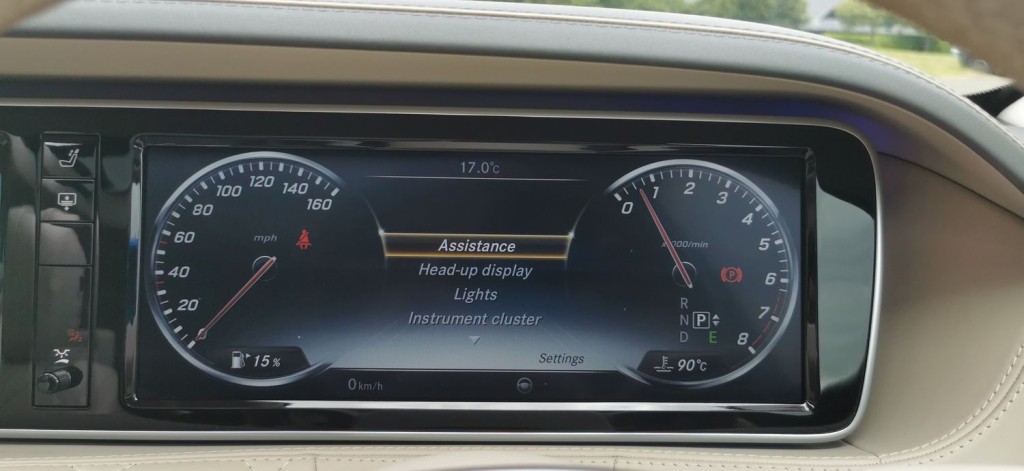 17.0°c
20
40
60
80
100
120
140
160
mph
Assistance
Head-up display
Lights
Instrument cluster
Settings
15%
0 km/h
0
1
2
3
4
5
6
7
8
x1000/min
P
R
N P
D E
90°C